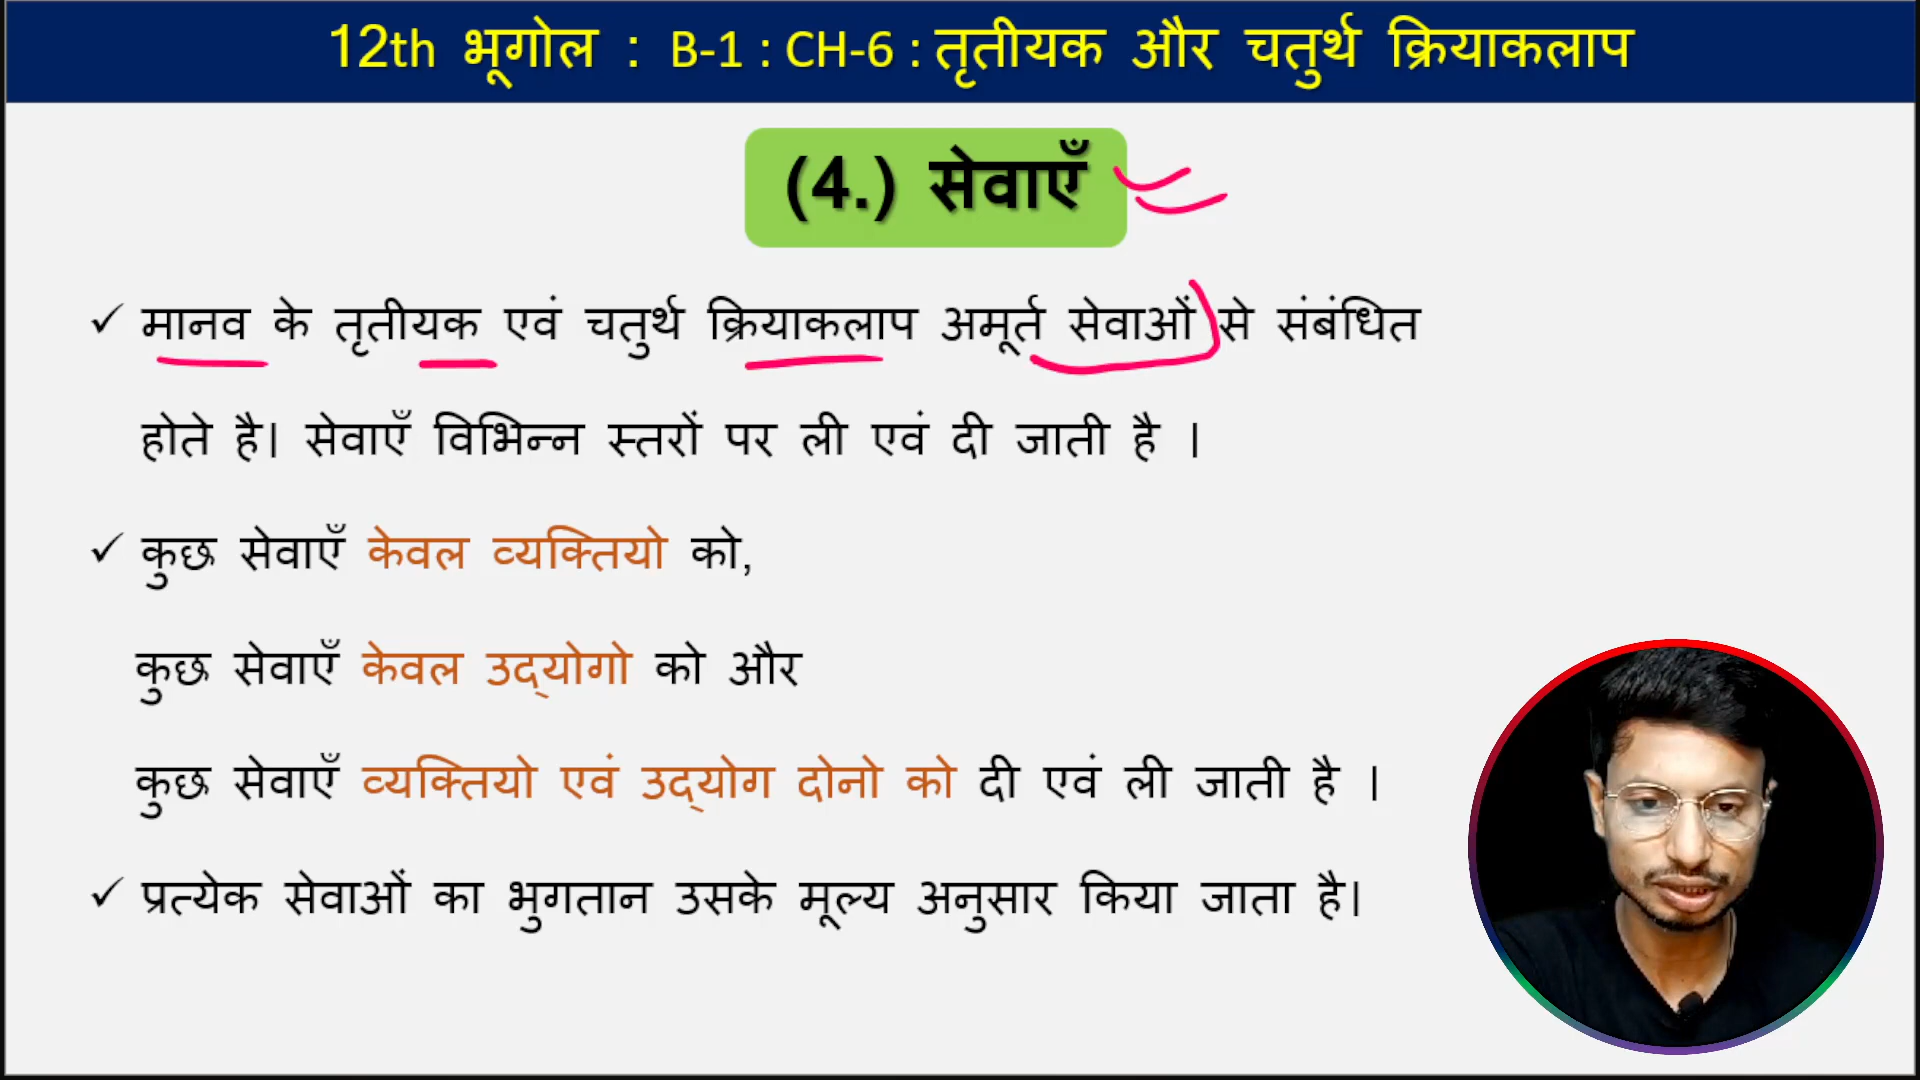 12th भूगोल : B-1 : CH-6 : तृतीयक और चतुर्थ क्रियाकलाप
(4.) सेवाएँ
✓ मानव के तृतीयक एवं चतुर्थ क्रियाकलाप अमूर्त सेवाओं से संबंधित
होते है। सेवाएँ विभिन्न स्तरों पर ली एवं दी जाती है ।
✓ कुछ सेवाएँ केवल व्यक्तियो को,
कुछ सेवाएँ केवल उद्योगो को और
कुछ सेवाएँ व्यक्तियो एवं उद्योग दोनो को दी एवं ली जाती है ।
✓ प्रत्येक सेवाओं का भुगतान उसके मूल्य अनुसार किया जाता है।